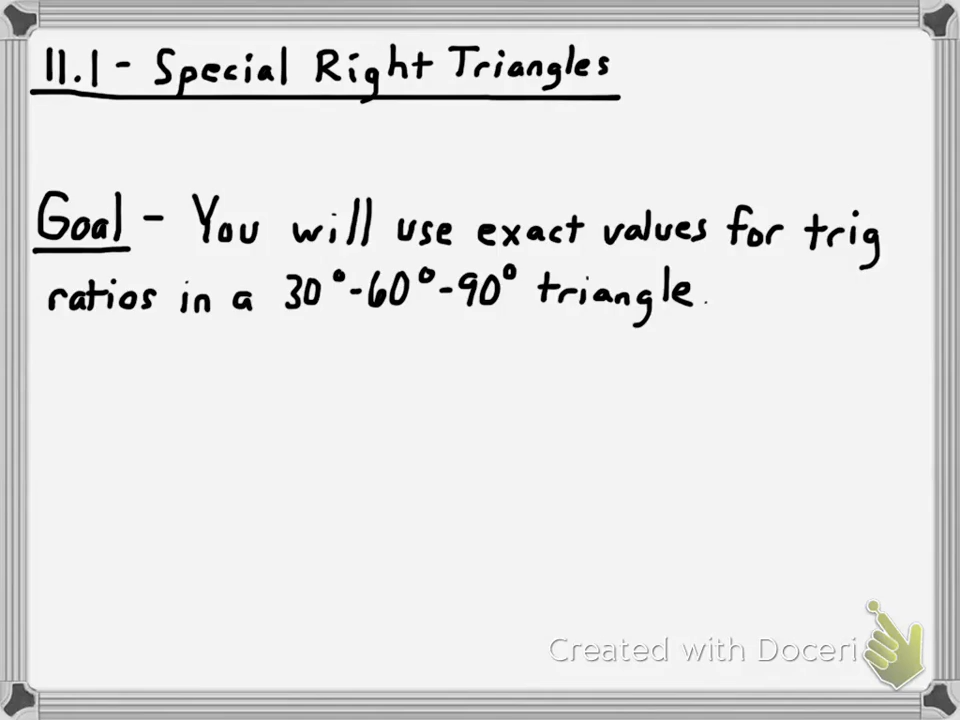 11.1 - Special Right Triangles
Goal - You will use exact values for trig
ratios in a 30°-60°-90° triangle.
Created with Doceri